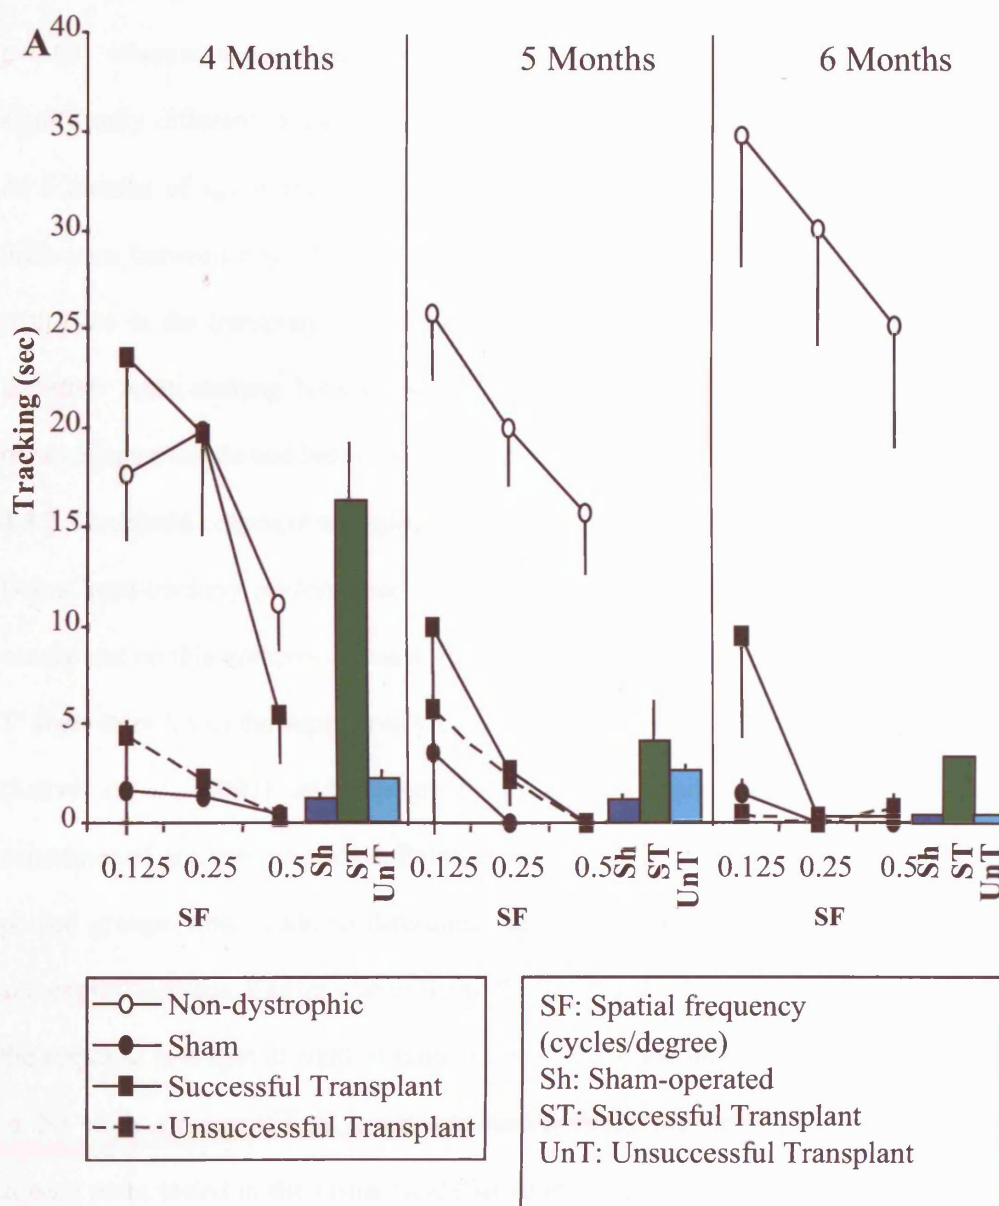 A
4 Months 5 Months 6 Months
40
35
30
25
20
15
10
5
0
Tracking (sec)
0.125 0.25 0.5 Sh ST UnT 0.125 0.25 0.5 Sh ST UnT 0.125 0.25 0.5 Sh ST UnT
SF SF SF
Non-dystrophic
Sham
Successful Transplant
Unsuccessful Transplant
SF: Spatial frequency
(cycles/degree)
Sh: Sham-operated
ST: Successful Transplant
UnT: Unsuccessful Transplant